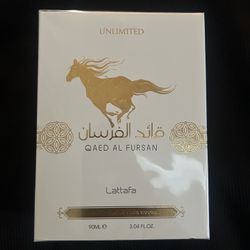 UNLIMITED
قائد الفرسان
QAED AL FURSAN
Lattafa
90ML ℮ 3.04 FL.OZ.